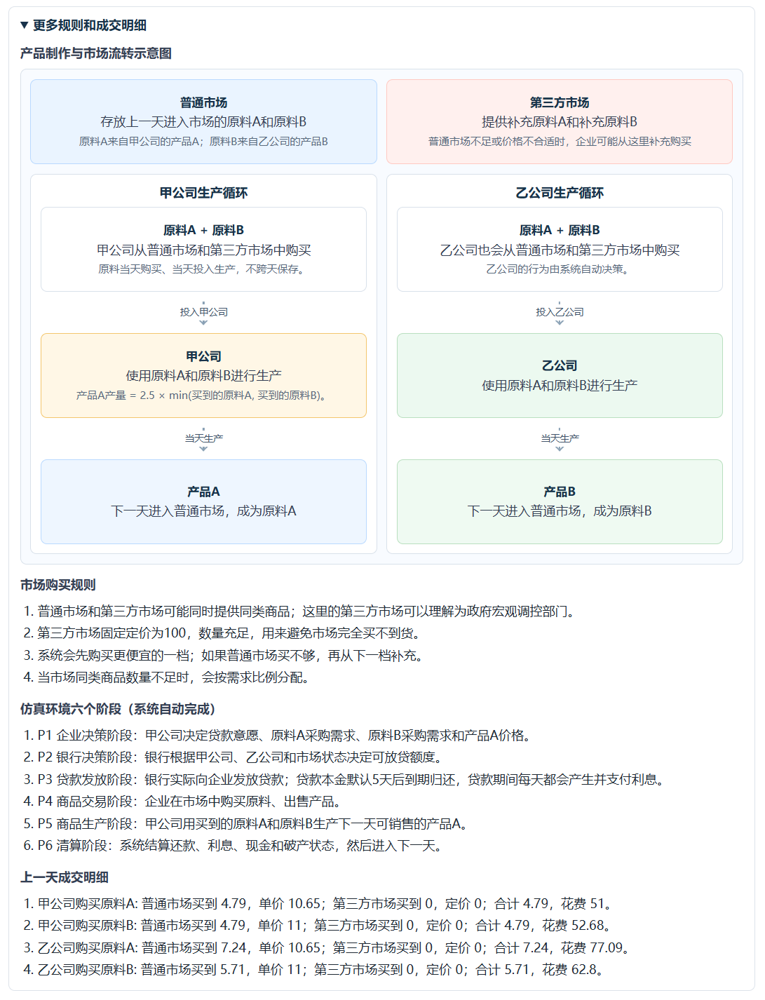 ▼ 更多规则和成交明细
产品制作与市场流转示意图
普通市场
存放上一天进入市场的原料A和原料B
原料A来自甲公司的产品A；原料B来自乙公司的产品B
第三方市场
提供补充原料A和补充原料B
普通市场不足或价格不合适时，企业可能从这里补充购买
甲公司生产循环
原料A + 原料B
甲公司从普通市场和第三方市场中购买
原料当天购买、当天投入生产，不跨天保存。
投入甲公司
甲公司
使用原料A和原料B进行生产
产品A产量 = 2.5 × min(买到的原料A, 买到的原料B)。
当天生产
产品A
下一天进入普通市场，成为原料A
乙公司生产循环
原料A + 原料B
乙公司也会从普通市场和第三方市场中购买
乙公司的行为由系统自动决策。
投入乙公司
乙公司
使用原料A和原料B进行生产
当天生产
产品B
下一天进入普通市场，成为原料B
市场购买规则
1. 普通市场和第三方市场可能同时提供同类商品；这里的第三方市场可以理解为政府宏观调控部门。
2. 第三方市场固定定价为100，数量充足，用来避免市场完全买不到货。
3. 系统会先购买更便宜的一档；如果普通市场买不够，再从下一档补充。
4. 当市场同类商品数量不足时，会按需求比例分配。
仿真环境六个阶段（系统自动完成）
1. P1 企业决策阶段：甲公司决定贷款意愿、原料A采购需求、原料B采购需求和产品A价格。
2. P2 银行决策阶段：银行根据甲公司、乙公司和市场状态决定可放贷额度。
3. P3 贷款发放阶段：银行实际向企业发放贷款；贷款本金默认5天后到期归还，贷款期间每天都会产生并支付利息。
4. P4 商品交易阶段：企业在市场中购买原料、出售产品。
5. P5 商品生产阶段：甲公司用买到的原料A和原料B生产下一天可销售的产品A。
6. P6 清算阶段：系统结算还款、利息、现金和破产状态，然后进入下一天。
上一天成交明细
1. 甲公司购买原料A: 普通市场买到 4.79，单价 10.65；第三方市场买到 0，定价 0；合计 4.79，花费 51。
2. 甲公司购买原料B: 普通市场买到 4.79，单价 11；第三方市场买到 0，定价 0；合计 4.79，花费 52.68。
3. 乙公司购买原料A: 普通市场买到 7.24，单价 10.65；第三方市场买到 0，定价 0；合计 7.24，花费 77.09。
4. 乙公司购买原料B: 普通市场买到 5.71，单价 11；第三方市场买到 0，定价 0；合计 5.71，花费 62.8。